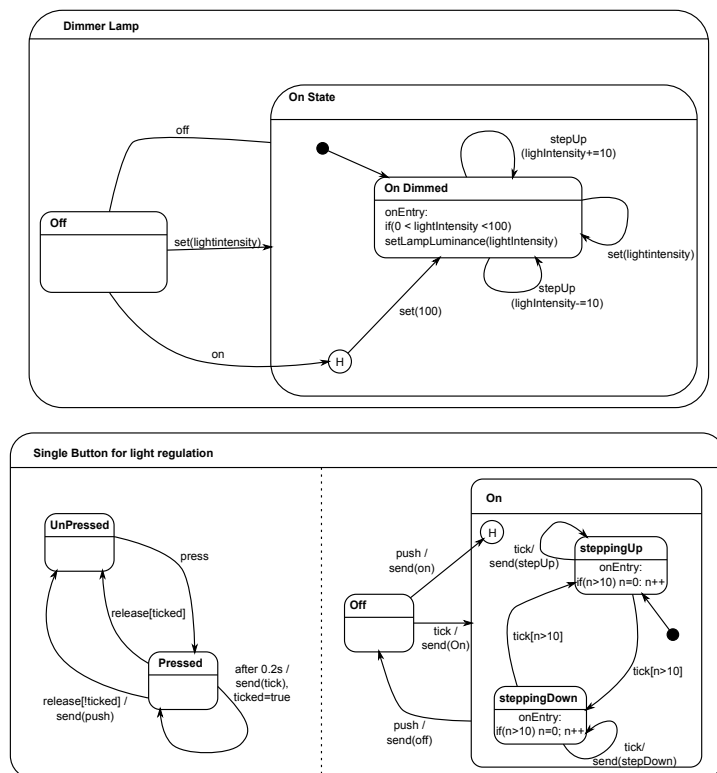 Dimmer Lamp
On State
off
stepUp
(lighIntensity+=10)
On Dimmed
onEntry:
if(0 < lightIntensity <100)
setLampLuminance(lightIntensity)
Off
set(lightintensity)
set(lightintensity)
stepUp
(lighIntensity-=10)
set(100)
on
H
Single Button for light regulation
On
UnPressed
H
press
push /
send(on)
tick/
send(stepUp)
steppingUp
onEntry:
if(n>10) n=0: n++
Off
release[ticked]
tick /
send(On)
tick[n>10]
tick[n>10]
Pressed
after 0.2s /
send(tick),
ticked=true
release[!ticked] /
send(push)
push /
send(off)
steppingDown
onEntry:
if(n>10) n=0; n++
tick/
send(stepDown)